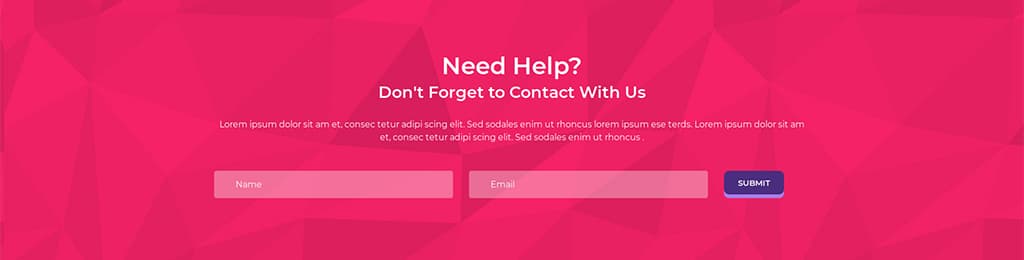 Need Help?
Don't Forget to Contact With Us
Lorem ipsum dolor sit am et, consec tetur adipi scing elit. Sed sodales enim ut rhoncus lorem ipsum ese terds. Lorem ipsum dolor sit am
et, consec tetur adipi scing elit. Sed sodales enim ut rhoncus .
Name
Email
SUBMIT